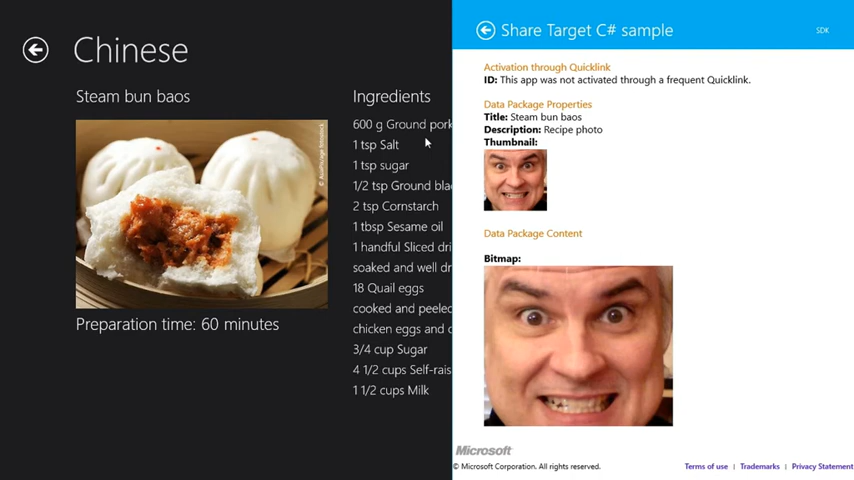 Chinese
Steam bun baos
Preparation time: 60 minutes
Ingredients
600 g Ground pork
1 tsp Salt
1 tsp sugar
1/2 tsp Ground bla
2 tsp Cornstarch
1 tbsp Sesame oil
1 handful Sliced dri
soaked and well dr
18 Quail eggs
cooked and peele
chicken eggs and
3/4 cup Sugar
4 1/2 cups Self-rais
1 1/2 cups Milk
Share Target C# sample
SDK
Activation through Quicklink
ID: This app was not activated through a frequent Quicklink.
Data Package Properties
Title: Steam bun baos
Description: Recipe photo
Thumbnail:
Data Package Content
Bitmap:
Microsoft
© Microsoft Corporation. All rights reserved.
Terms of use | Trademarks | Privacy Statement